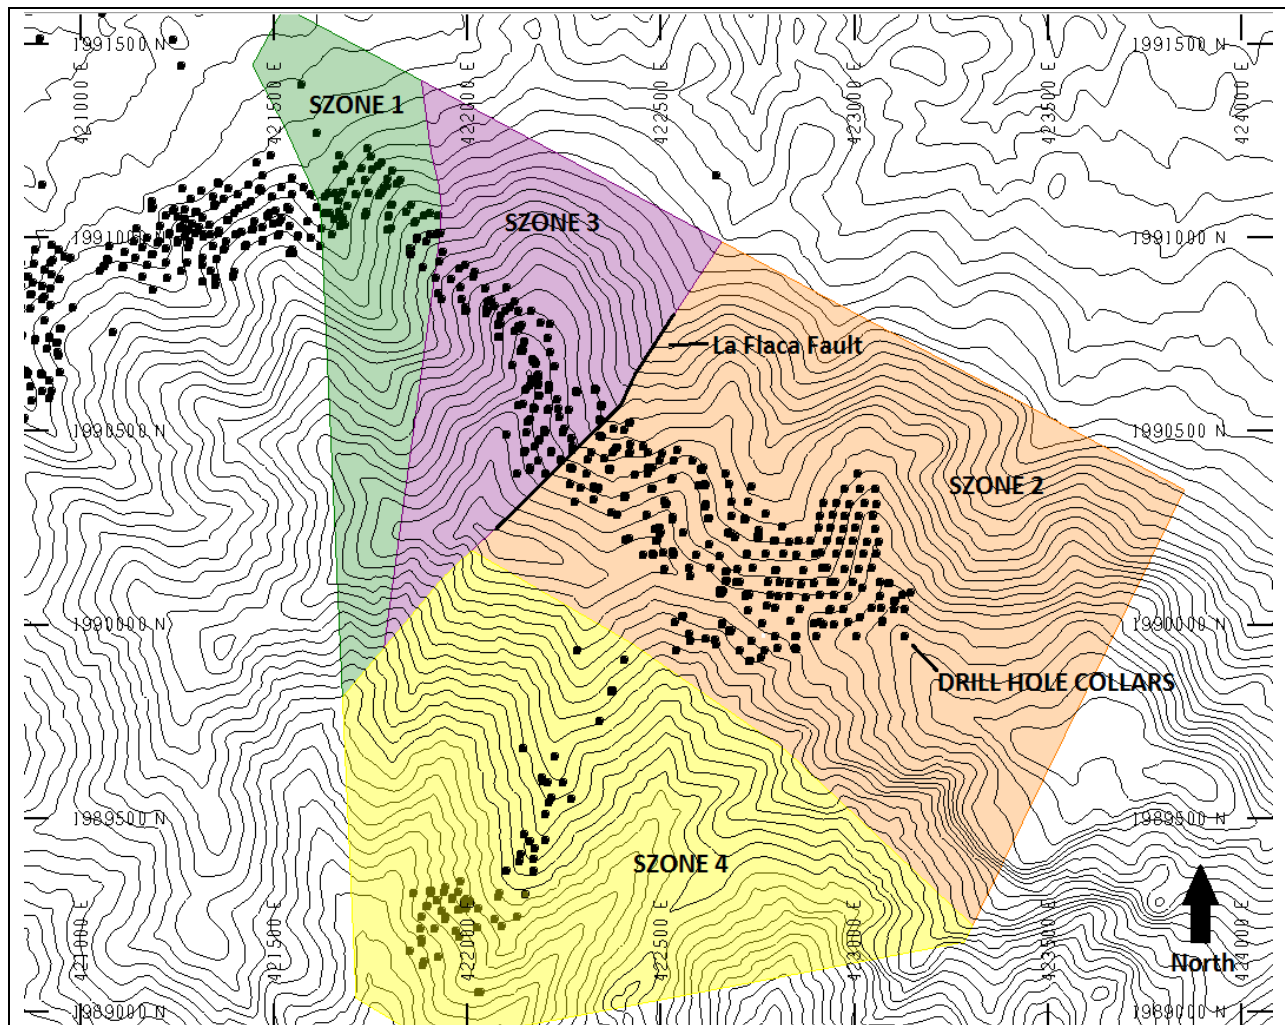 1991500 N
1991500 N
421000 E
421500 E
422000 E
422500 E
423000 E
423500 E
424000 E
SZONE 1
SZONE 3
1991000 N
1991000 N
La Flaca Fault
1990500 N
1990500 N
SZONE 2
1990000 N
1990000 N
DRILL HOLE COLLARS
1989500 N
1989500 N
SZONE 4
421000 E
421500 E
422000 E
422500 E
423000 E
423500 E
424000 E
North
1989000 N
1989000 N